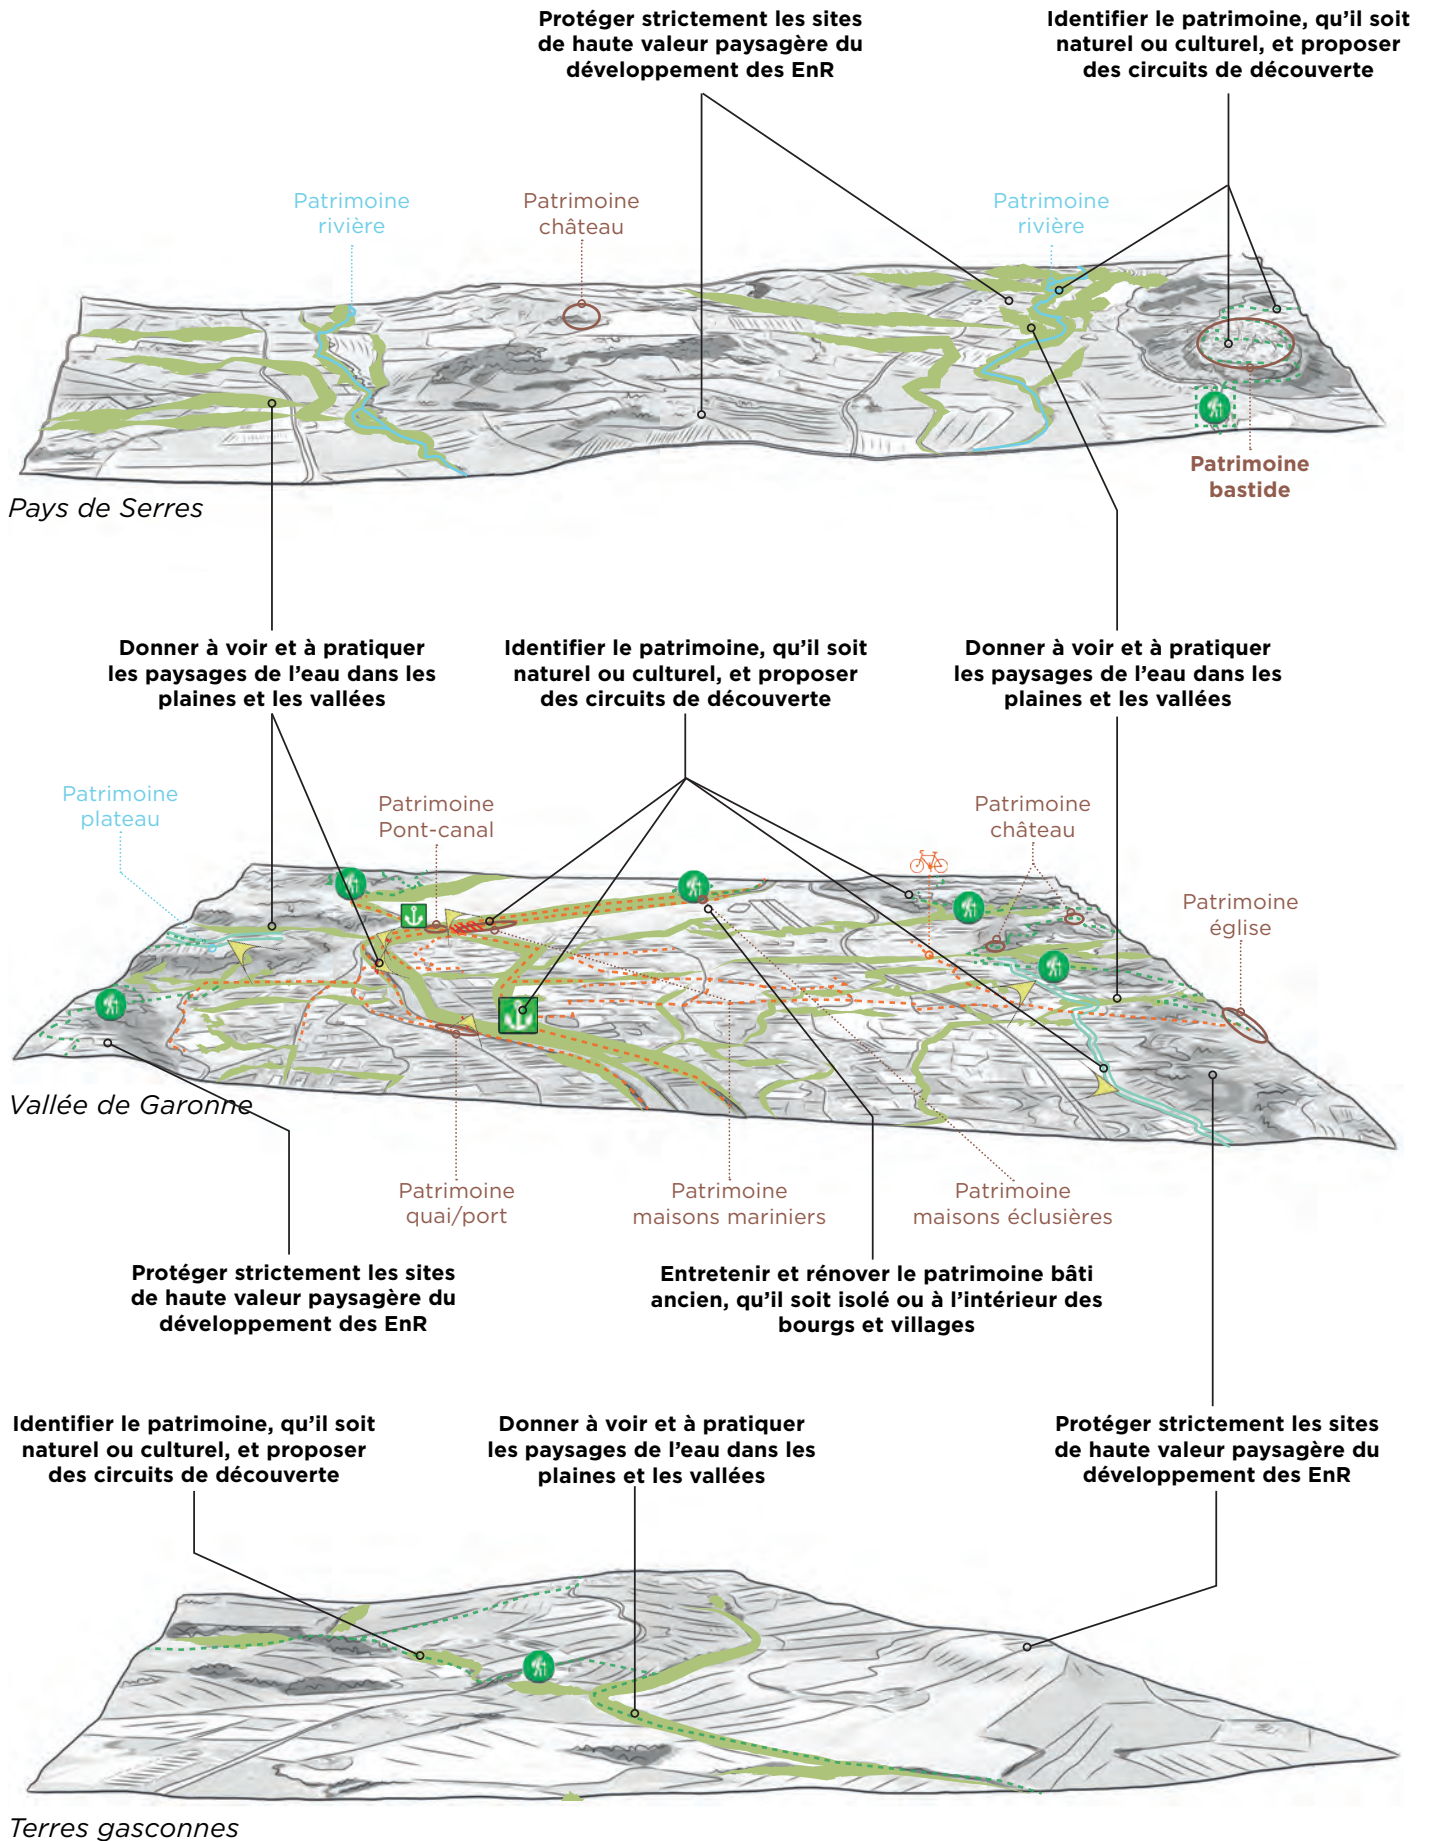 Protéger strictement les sites
de haute valeur paysagère du
développement des EnR
Identifier le patrimoine, qu'il soit
naturel ou culturel, et proposer
des circuits de découverte
Patrimoine
rivière
Patrimoine
château
Patrimoine
rivière
Patrimoine
bastide
Pays de Serres
Donner à voir et à pratiquer
les paysages de l'eau dans les
plaines et les vallées
Identifier le patrimoine, qu'il soit
naturel ou culturel, et proposer
des circuits de découverte
Donner à voir et à pratiquer
les paysages de l'eau dans les
plaines et les vallées
Patrimoine
plateau
Patrimoine
Pont-canal
Patrimoine
château
Patrimoine
église
Vallée de Garonne
Patrimoine
quai/port
Patrimoine
maisons mariniers
Patrimoine
maisons éclusières
Protéger strictement les sites
de haute valeur paysagère du
développement des EnR
Entretenir et rénover le patrimoine bâti
ancien, qu'il soit isolé ou à l'intérieur des
bourgs et villages
Identifier le patrimoine, qu'il soit
naturel ou culturel, et proposer
des circuits de découverte
Donner à voir et à pratiquer
les paysages de l'eau dans les
plaines et les vallées
Protéger strictement les sites
de haute valeur paysagère du
développement des EnR
Terres gasconnes